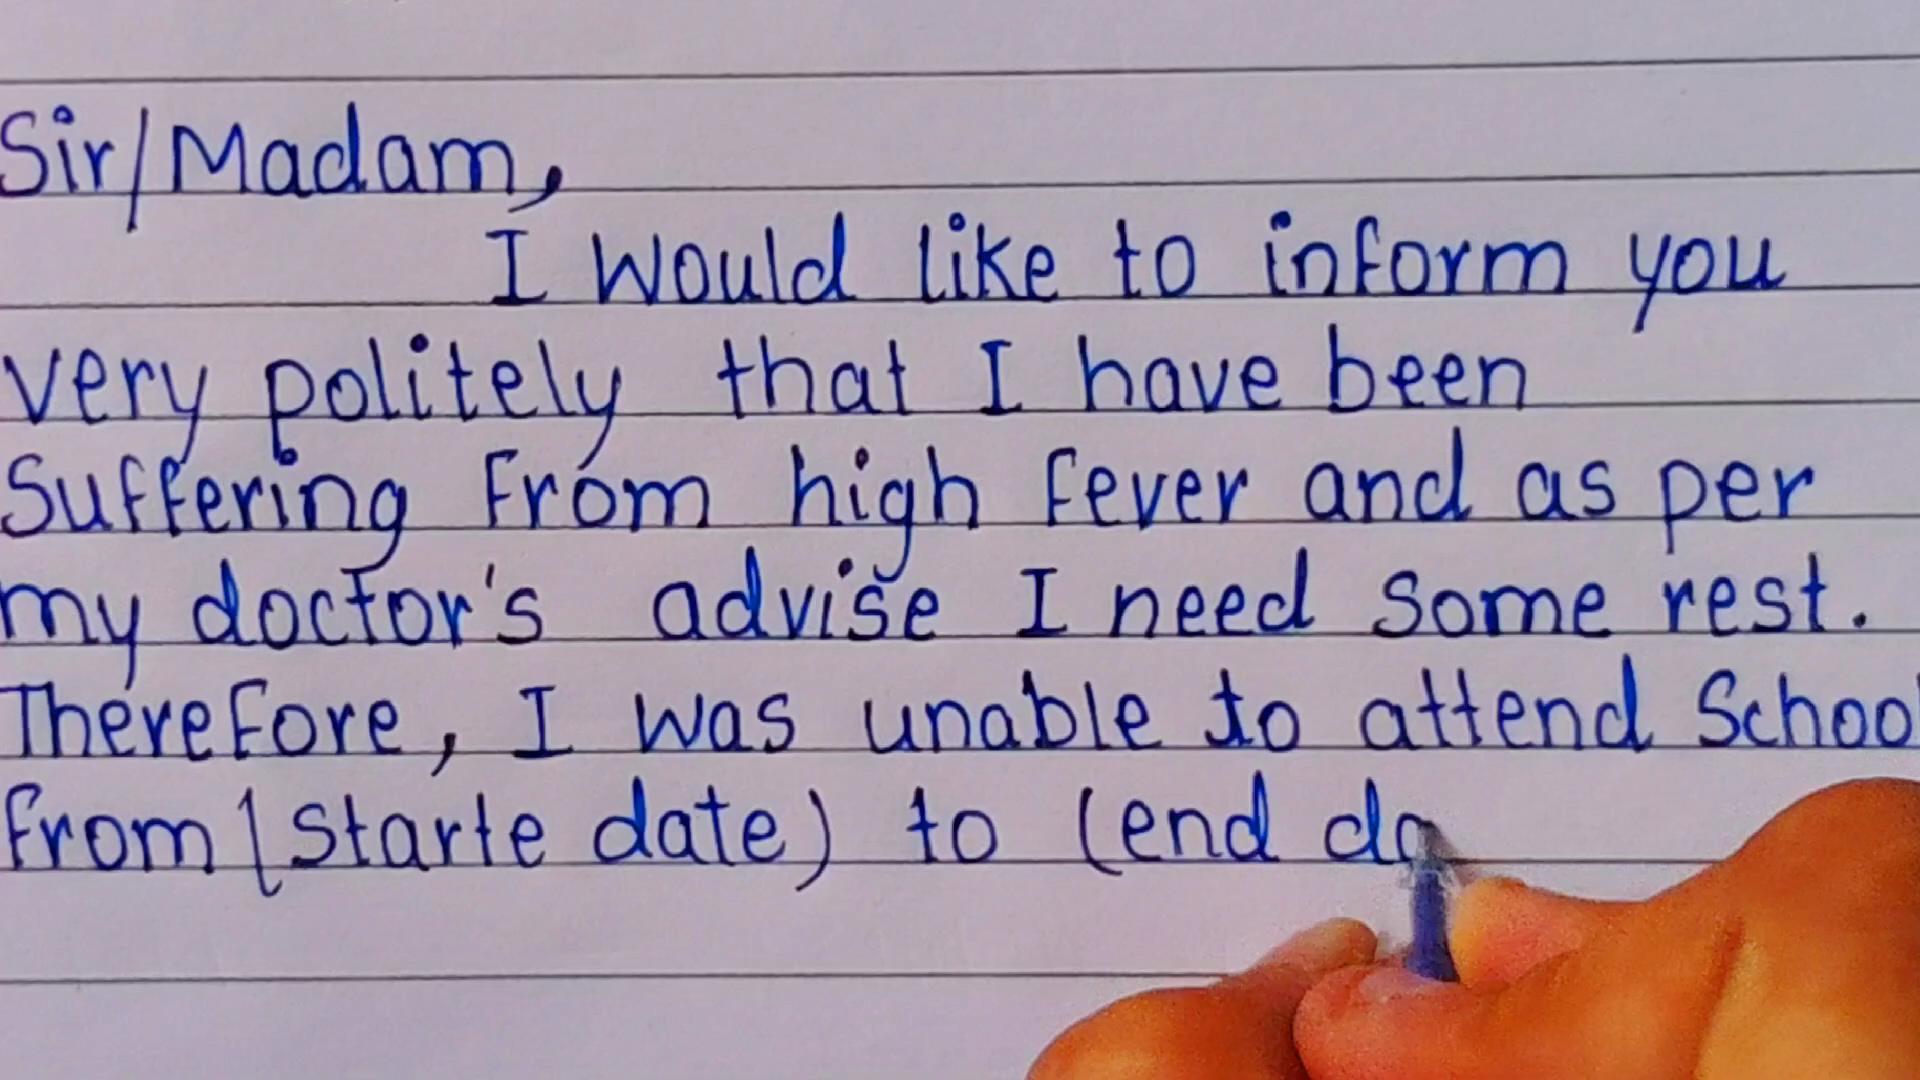 Sir/Madam,
I would like to inform you
very politely that I have been
Suffering from high fever and as per
my doctor's advise I need some rest.
Therefore, I was unable to attend School
from (starte date) to (end da